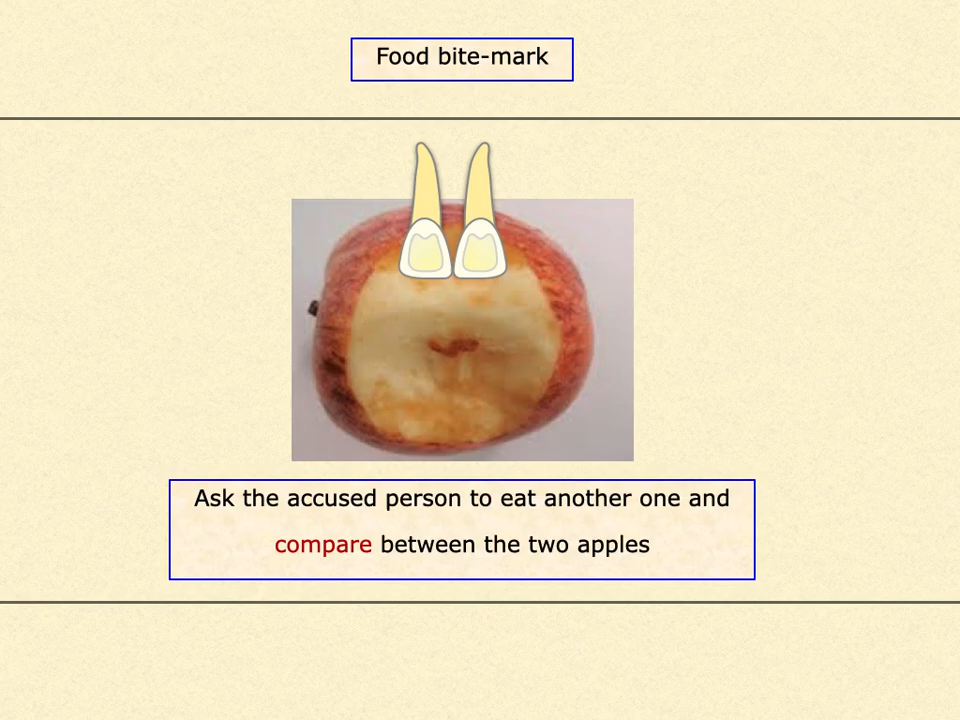 Food bite-mark
Ask the accused person to eat another one and
compare between the two apples